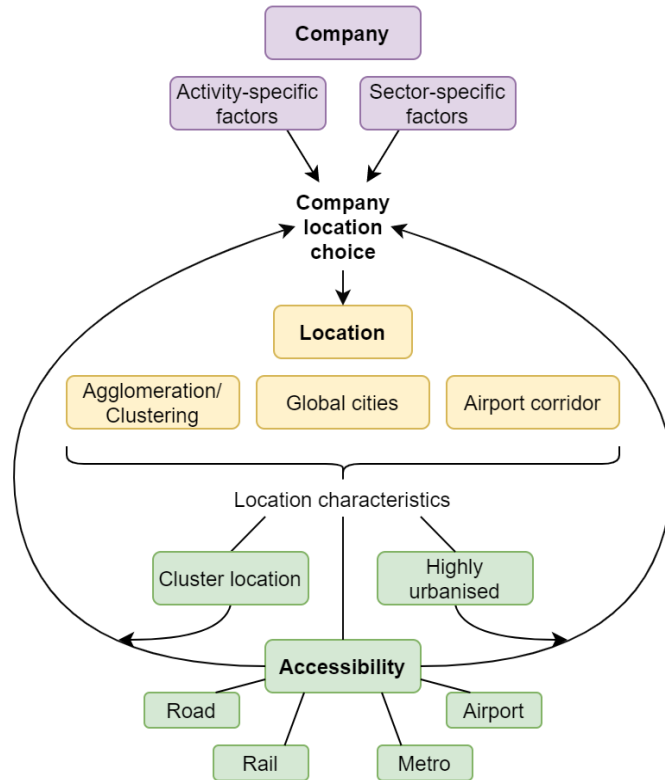 Company
Activity-specific
factors
Sector-specific
factors
Company
location
choice
Location
Agglomeration/
Clustering
Global cities
Airport corridor
Location characteristics
Cluster location
Highly
urbanised
Accessibility
Road
Airport
Rail
Metro